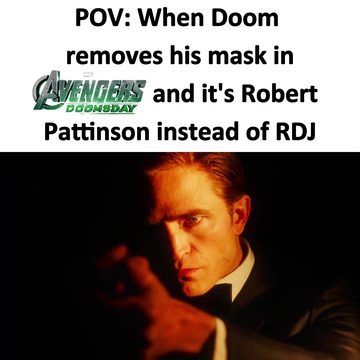 POV: When Doom
removes his mask in
AVENGERS DOOMSDAY and it's Robert
Pattinson instead of RDJ